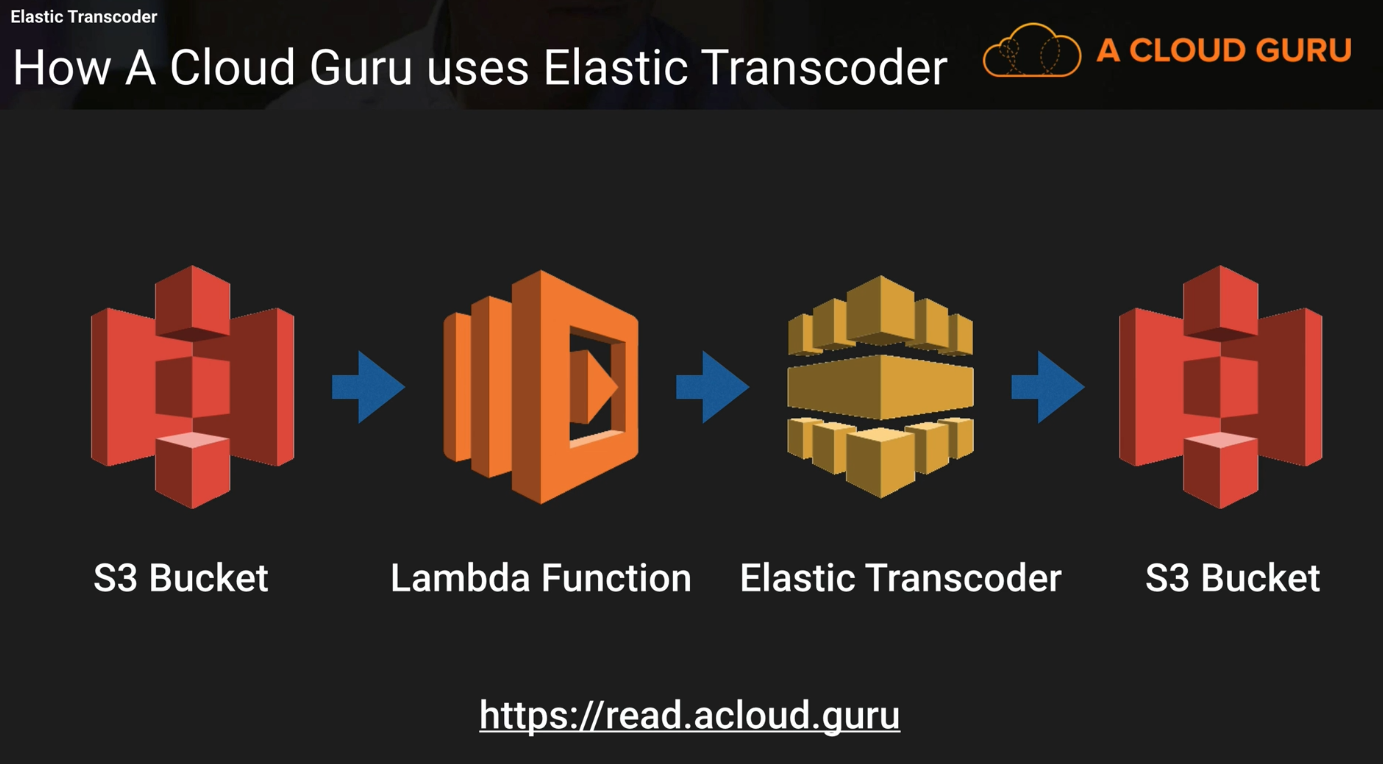 Elastic Transcoder
How A Cloud Guru uses Elastic Transcoder
A CLOUD GURU
S3 Bucket
Lambda Function
Elastic Transcoder
S3 Bucket
https://read.acloud.guru